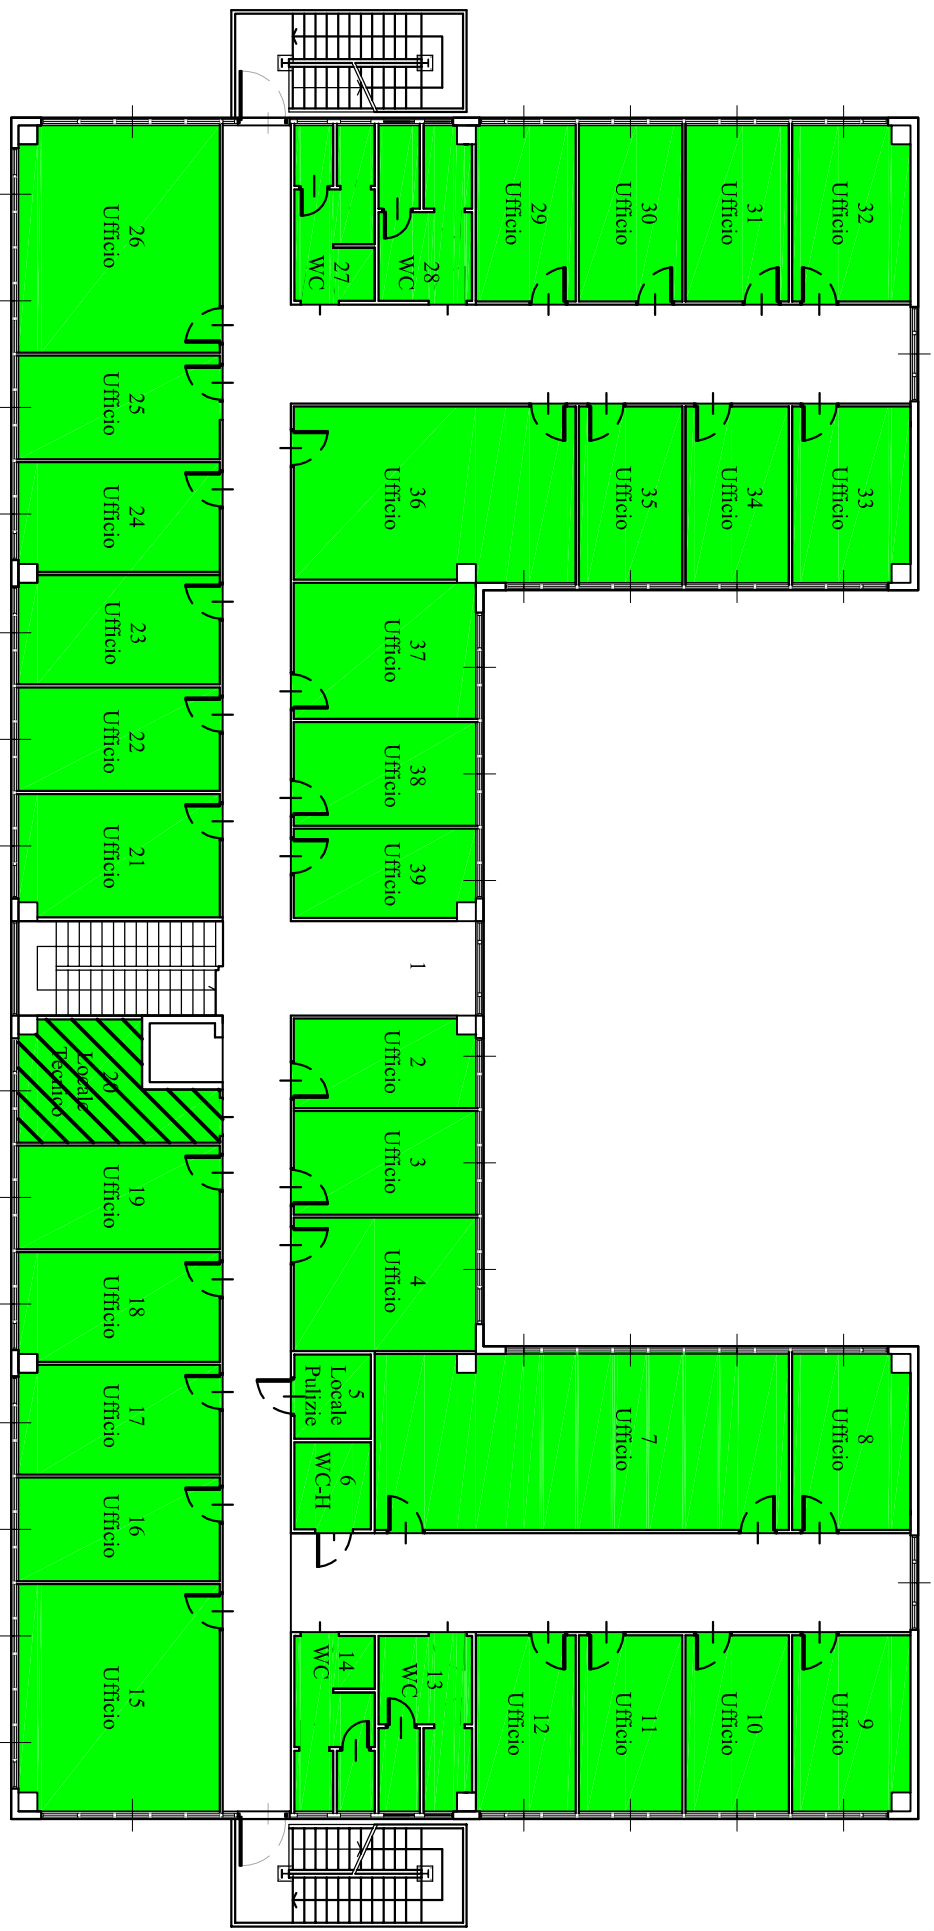 26
Ufficio
25
Ufficio
24
Ufficio
23
Ufficio
22
Ufficio
21
Ufficio
20
Locale
Tecnico
19
Ufficio
18
Ufficio
17
Ufficio
16
Ufficio
15
Ufficio
27
WC
28
WC
29
Ufficio
30
Ufficio
31
Ufficio
32
Ufficio
36
Ufficio
35
Ufficio
34
Ufficio
33
Ufficio
37
Ufficio
38
Ufficio
39
Ufficio
1
2
Ufficio
3
Ufficio
4
Ufficio
5
Locale
Pulizie
6
WC-H
7
Ufficio
8
Ufficio
14
WC
13
WC
12
Ufficio
11
Ufficio
10
Ufficio
9
Ufficio